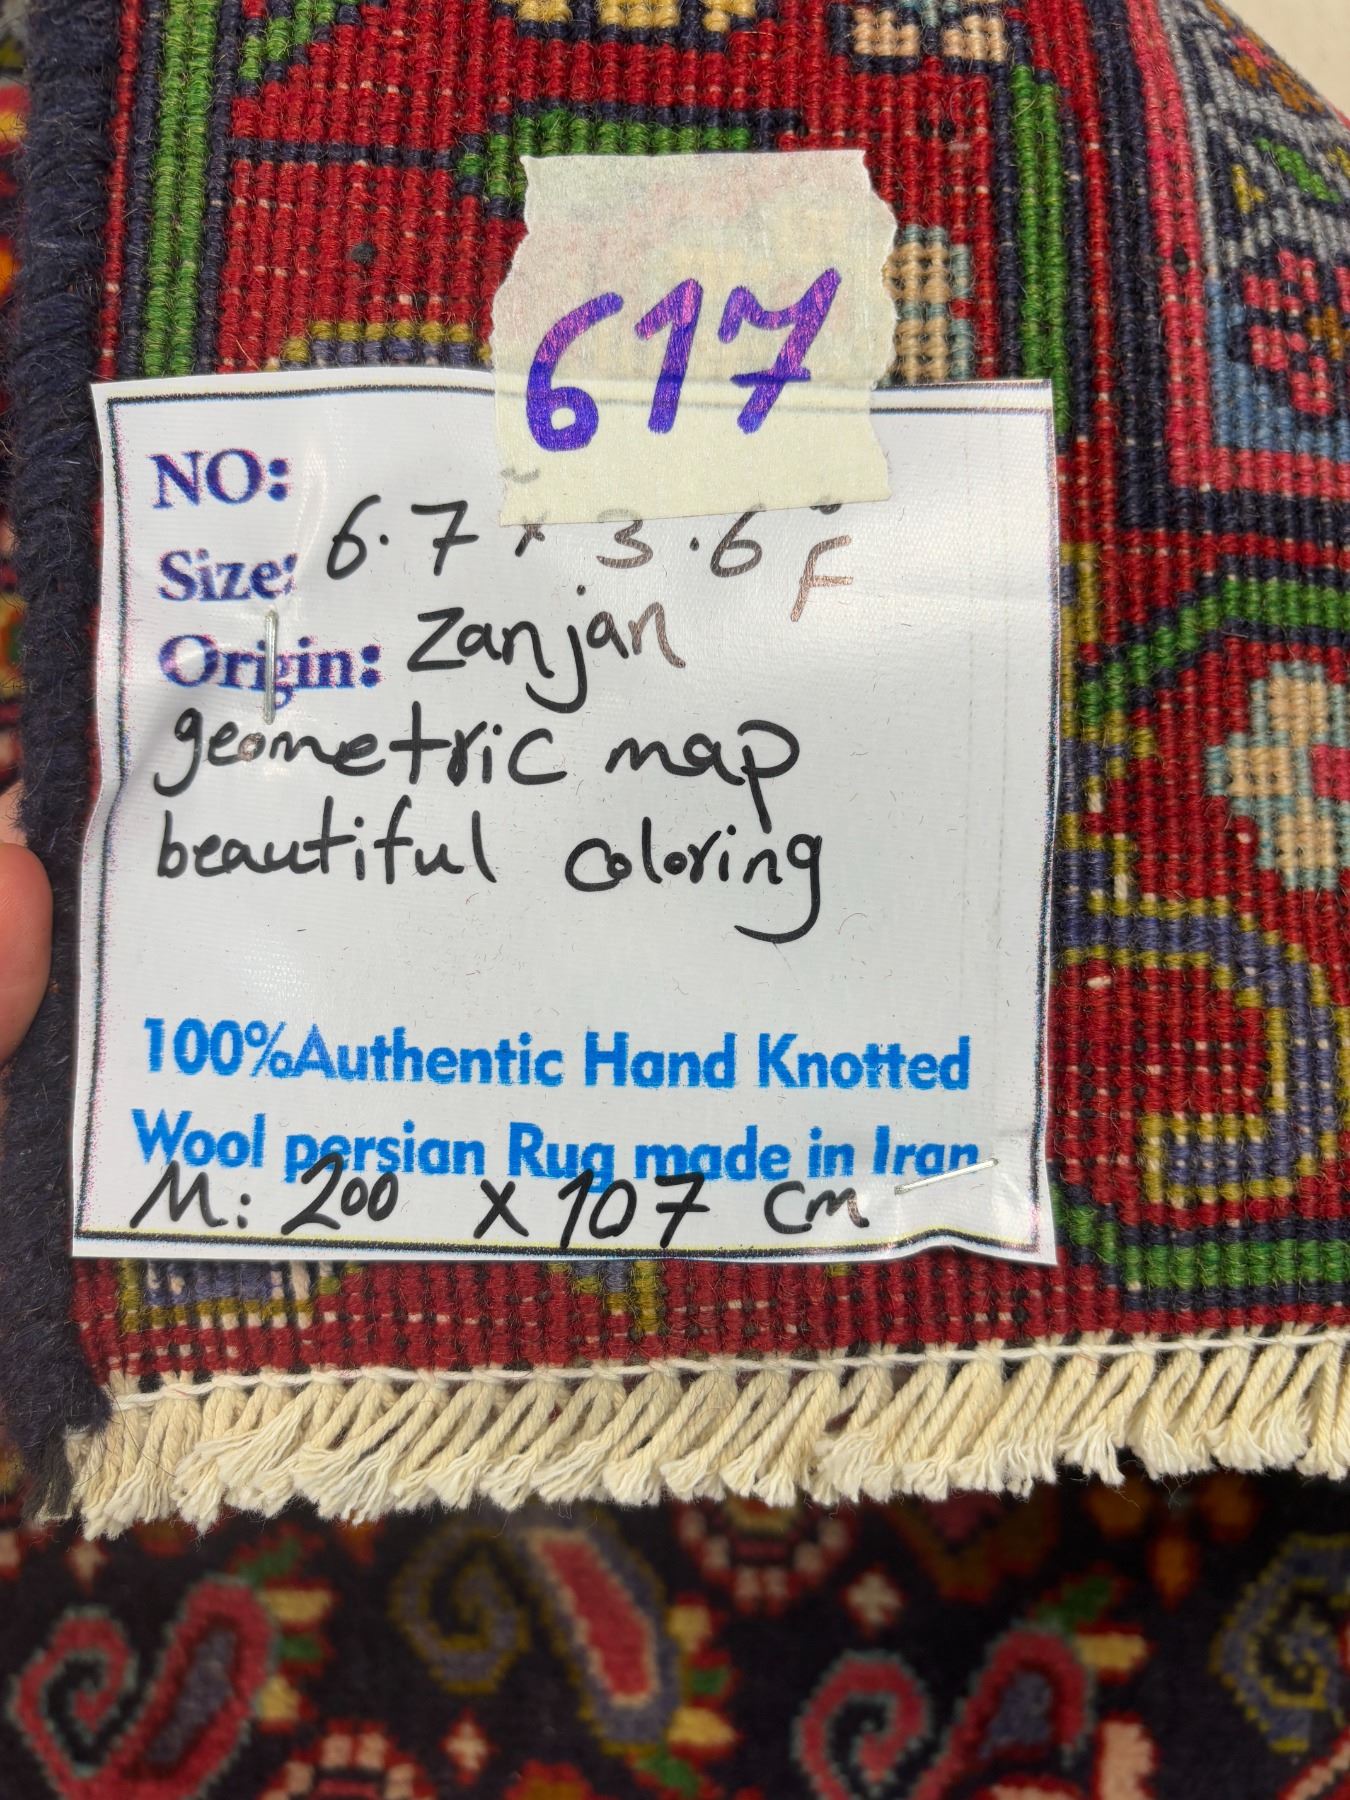 617
NO:
Size: 6.7 x 3.6 F
Origin: Zanjan
geometric map
beautiful coloring
100%Authentic Hand Knotted
Wool persian Rug made in Iran
M: 200 x 107 cm